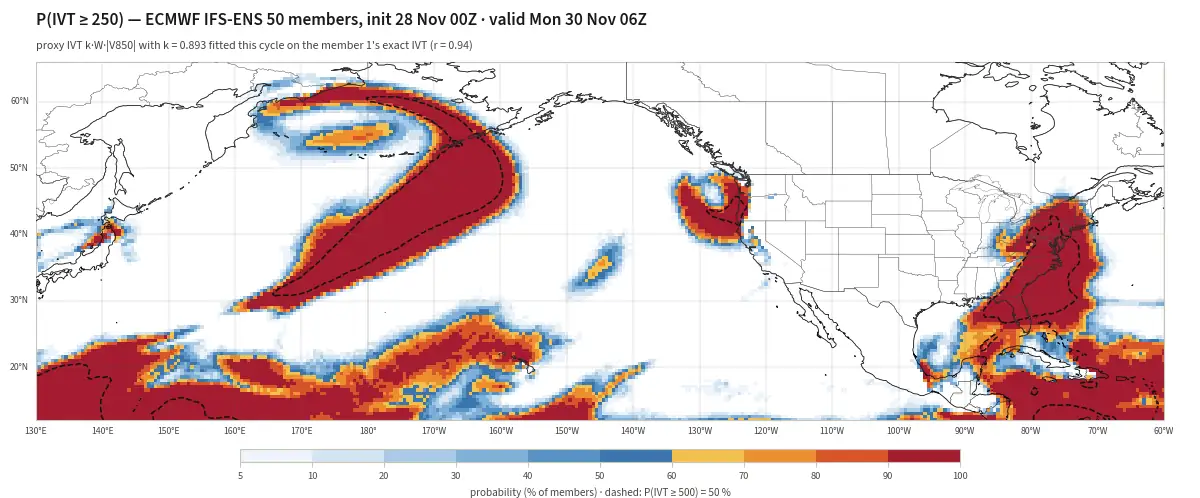 P(IVT ≥ 250) — ECMWF IFS-ENS 50 members, init 28 Nov 00Z · valid Mon 30 Nov 06Z
proxy IVT k·W·|V850| with k = 0.893 fitted this cycle on the member 1's exact IVT (r = 0.94)
60°N
50°N
40°N
30°N
20°N
130°E 140°E 150°E 160°E 170°E 180° 170°W 160°W 150°W 140°W 130°W 120°W 110°W 100°W 90°W 80°W 70°W 60°W
5 10 20 30 40 50 60 70 80 90 100
probability (% of members) · dashed: P(IVT ≥ 500) = 50 %